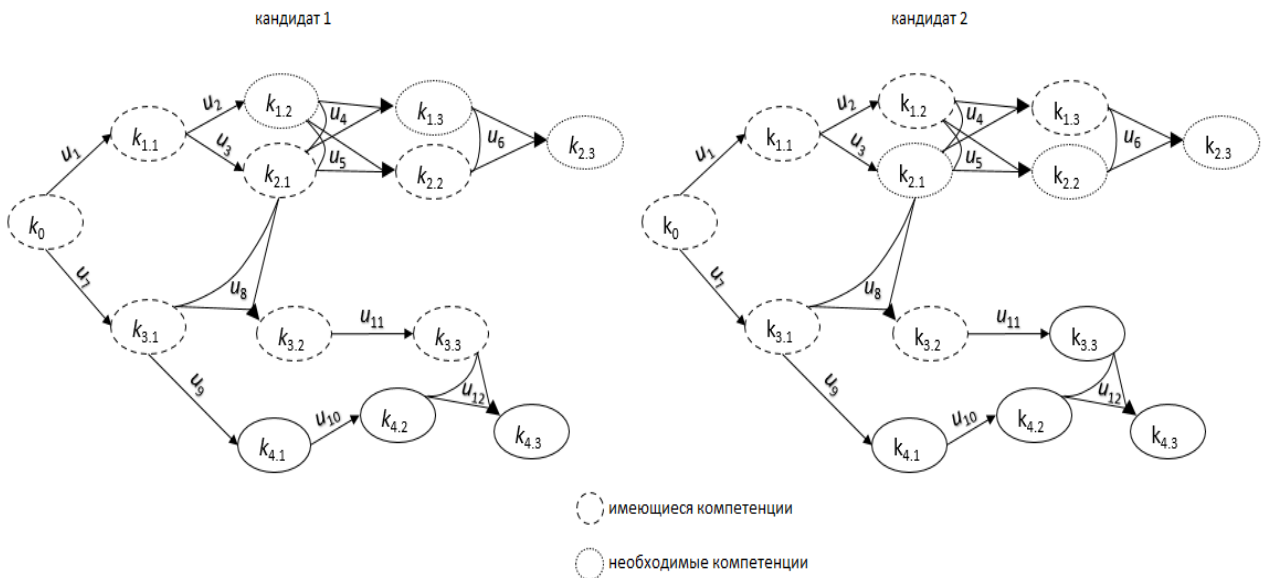 кандидат 1
кандидат 2
k1.2
k1.3
k1.1
u2
u4
u6
k2.3
u3
u5
u1
k2.1
k2.2
k0
u7
u8
k3.1
k3.2
u11
k3.3
u9
u10
k4.2
u12
k4.1
k4.3
k1.2
k1.3
k1.1
u2
u4
u6
k2.3
u3
u5
u1
k2.1
k2.2
k0
u7
u8
k3.1
k3.2
u11
k3.3
u9
u10
k4.2
u12
k4.1
k4.3
имеющиеся компетенции
необходимые компетенции